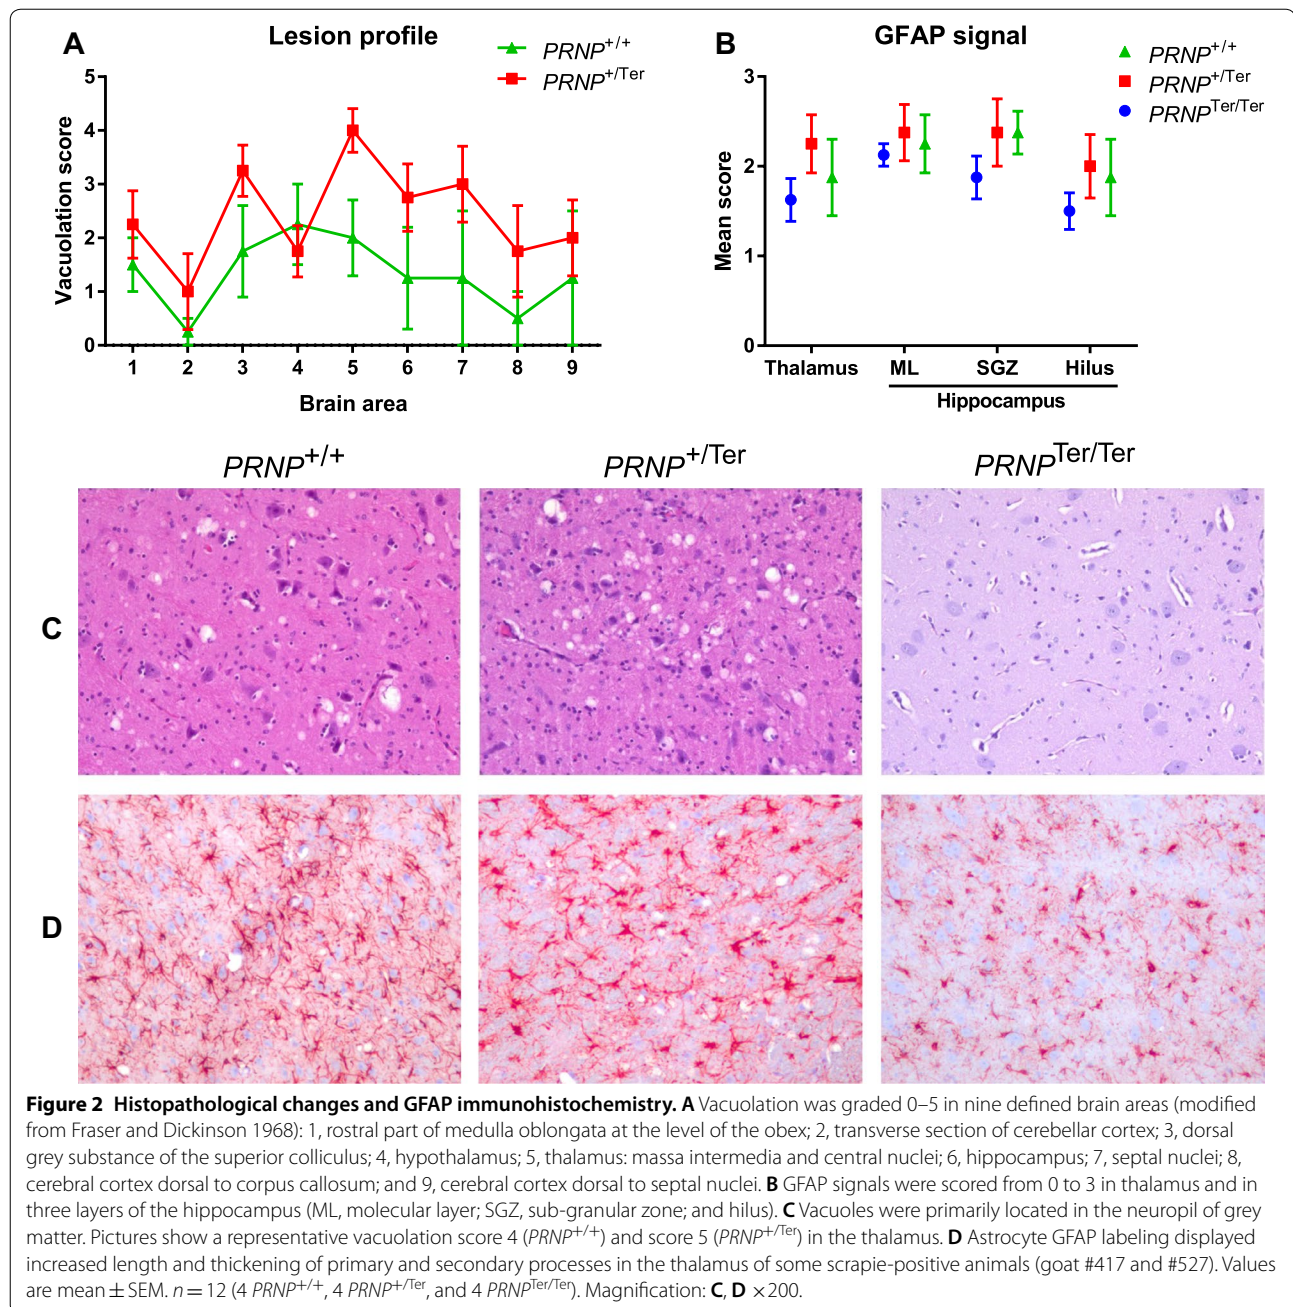 A
Lesion profile
PRNP+/+
PRNP+/Ter
Vacuolation score
5
4
3
2
1
0
1 2 3 4 5 6 7 8 9
Brain area
B
GFAP signal
PRNP+/+
PRNP+/Ter
PRNPTer/Ter
Mean score
3
2
1
0
Thalamus ML SGZ Hilus
Hippocampus
PRNP+/+ PRNP+/Ter PRNPTer/Ter
C
D
Figure 2 Histopathological changes and GFAP immunohistochemistry. A Vacuolation was graded 0–5 in nine defined brain areas (modified
from Fraser and Dickinson 1968): 1, rostral part of medulla oblongata at the level of the obex; 2, transverse section of cerebellar cortex; 3, dorsal
grey substance of the superior colliculus; 4, hypothalamus; 5, thalamus: massa intermedia and central nuclei; 6, hippocampus; 7, septal nuclei; 8,
cerebral cortex dorsal to corpus callosum; and 9, cerebral cortex dorsal to septal nuclei. B GFAP signals were scored from 0 to 3 in thalamus and in
three layers of the hippocampus (ML, molecular layer; SGZ, sub-granular zone; and hilus). C Vacuoles were primarily located in the neuropil of grey
matter. Pictures show a representative vacuolation score 4 (PRNP+/+) and score 5 (PRNP+/Ter) in the thalamus. D Astrocyte GFAP labeling displayed
increased length and thickening of primary and secondary processes in the thalamus of some scrapie-positive animals (goat #417 and #527). Values
are mean ± SEM. n = 12 (4 PRNP+/+, 4 PRNP+/Ter, and 4 PRNPTer/Ter). Magnification: C, D ×200.